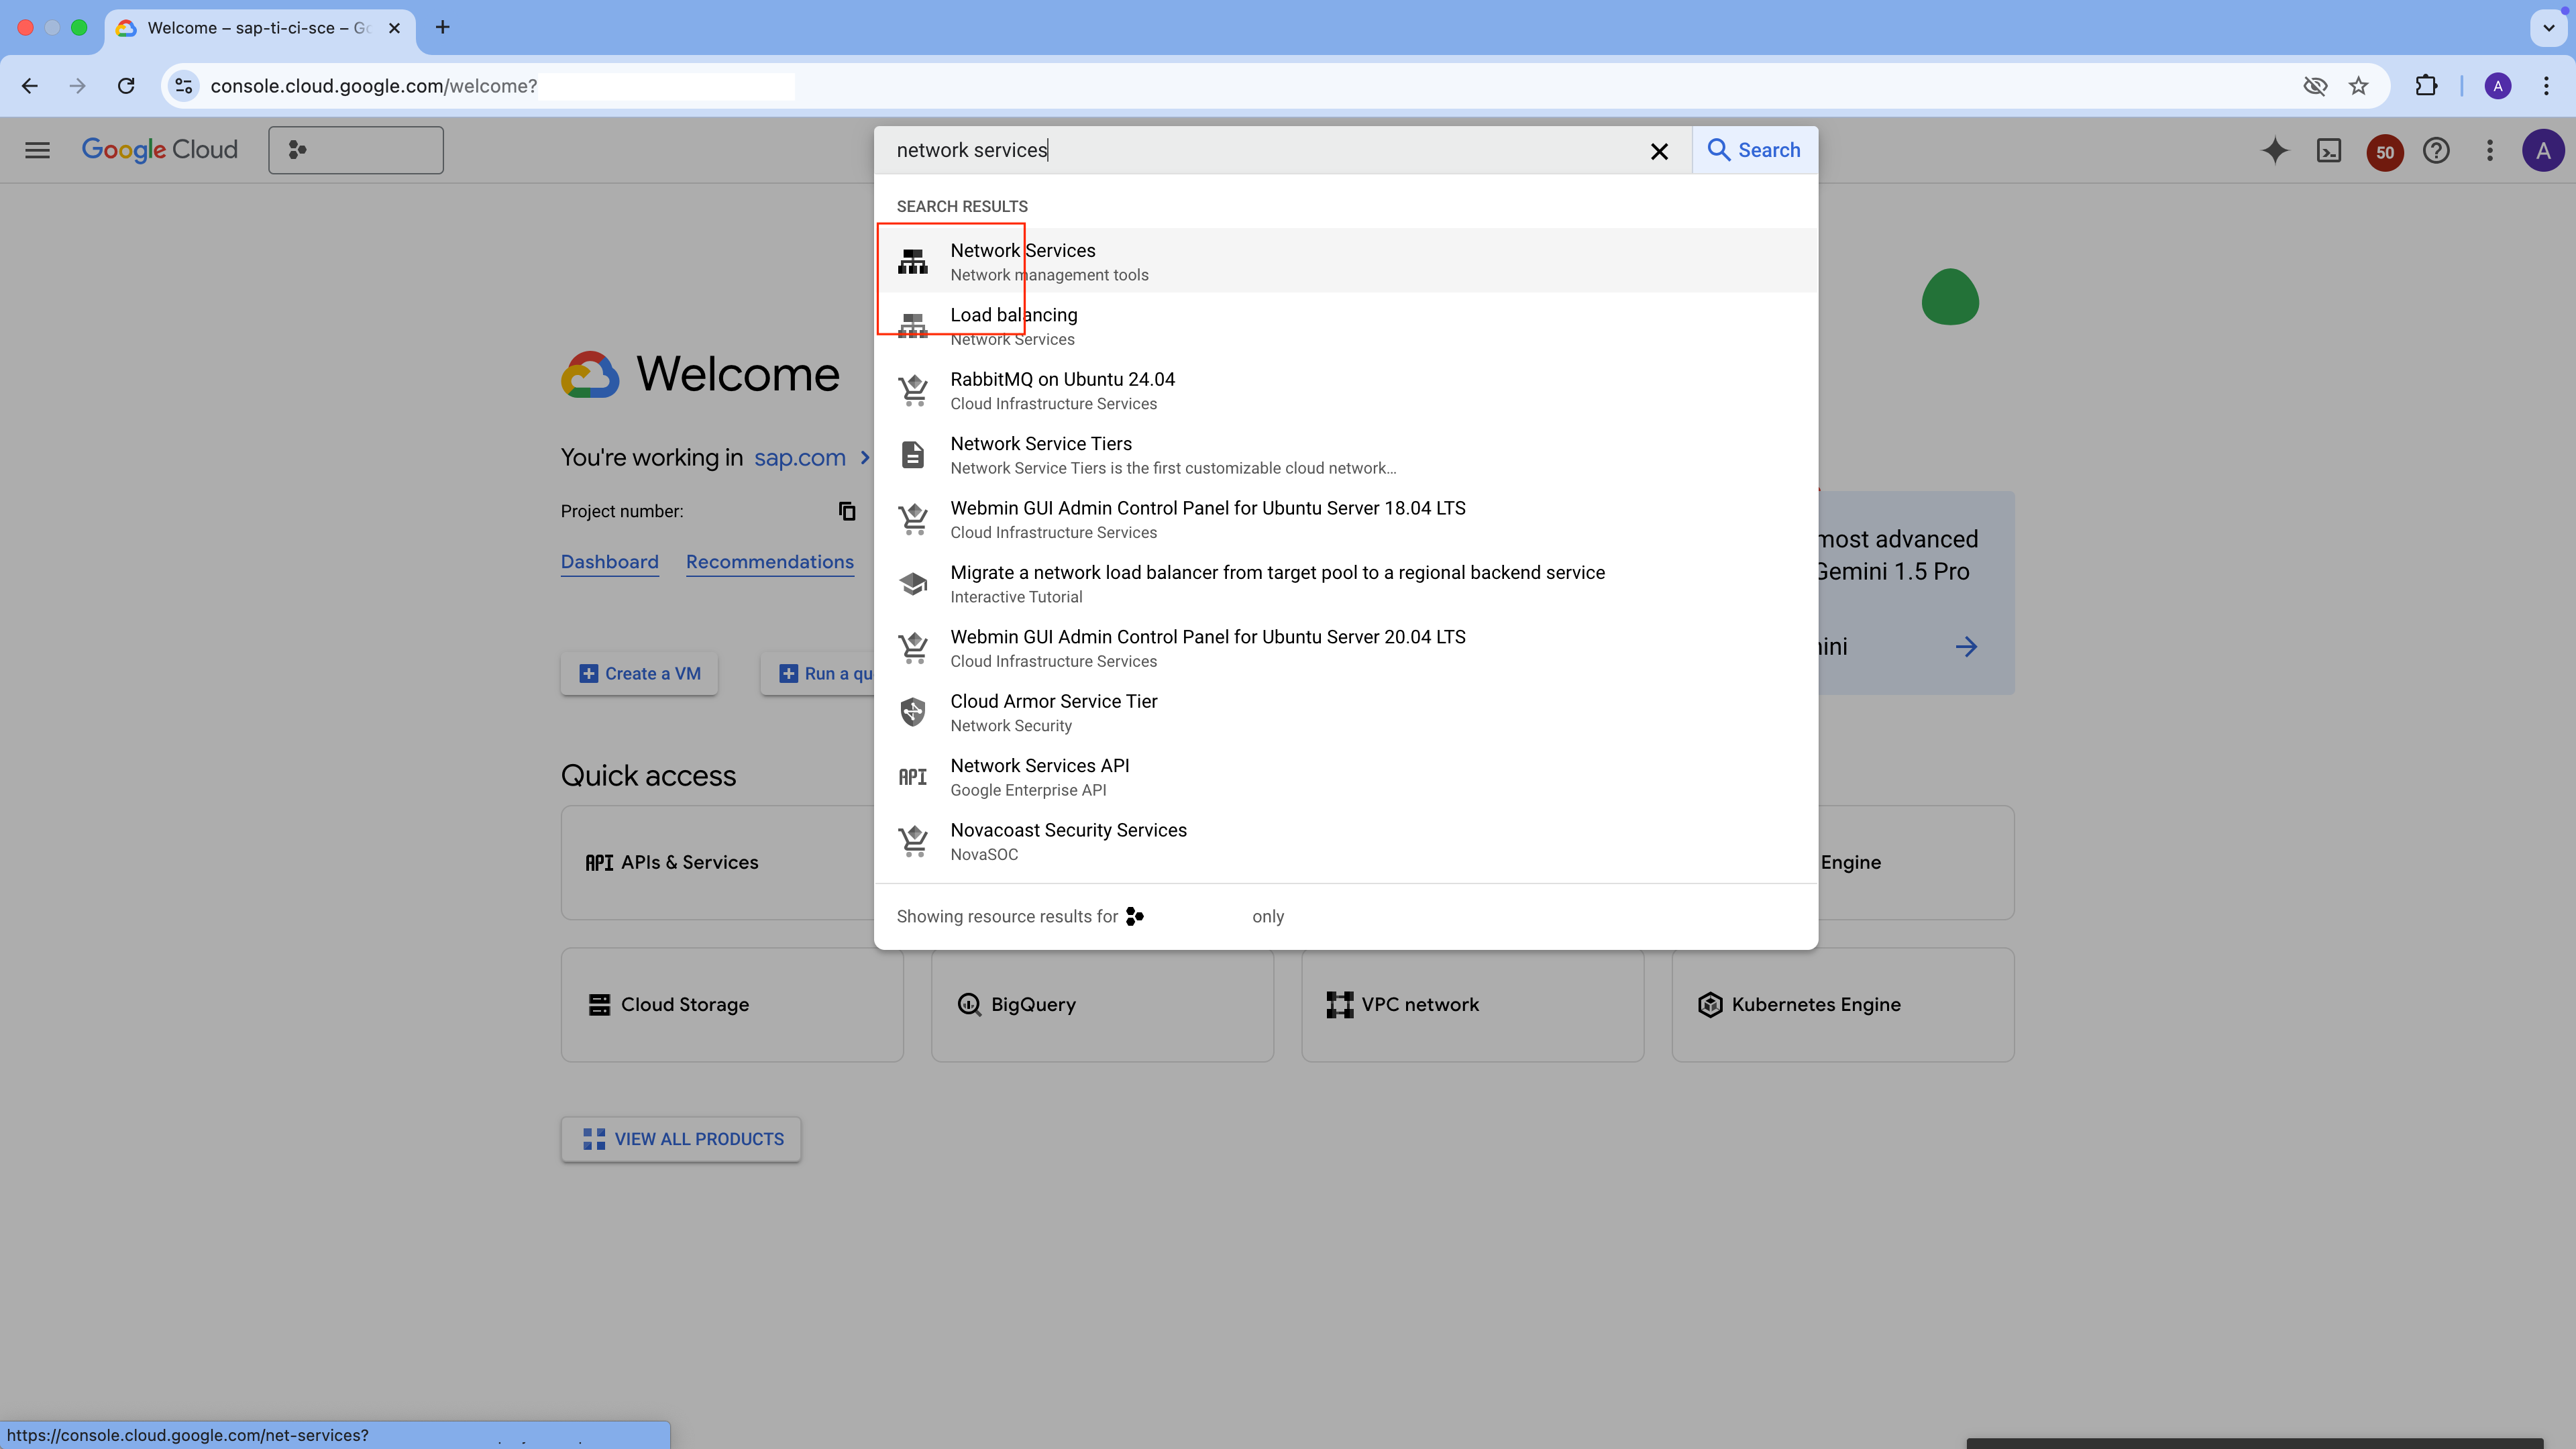 Welcome – sap-ti-ci-sce – Go
console.cloud.google.com/welcome?
A
Google Cloud
network services
Search
50
A
SEARCH RESULTS
Network Services
Network management tools
Load balancing
Network Services
RabbitMQ on Ubuntu 24.04
Cloud Infrastructure Services
Network Service Tiers
Network Service Tiers is the first customizable cloud network…
Webmin GUI Admin Control Panel for Ubuntu Server 18.04 LTS
Cloud Infrastructure Services
Migrate a network load balancer from target pool to a regional backend service
Interactive Tutorial
Webmin GUI Admin Control Panel for Ubuntu Server 20.04 LTS
Cloud Infrastructure Services
Cloud Armor Service Tier
Network Security
API
Network Services API
Google Enterprise API
Novacoast Security Services
NovaSOC
Showing resource results for only
Welcome
You're working in sap.com
Project number:
Dashboard Recommendations
most advanced
Gemini 1.5 Pro
Create a VM Run a qu
Quick access
API APIs & Services
Engine
Cloud Storage
BigQuery
VPC network
Kubernetes Engine
VIEW ALL PRODUCTS
https://console.cloud.google.com/net-services?